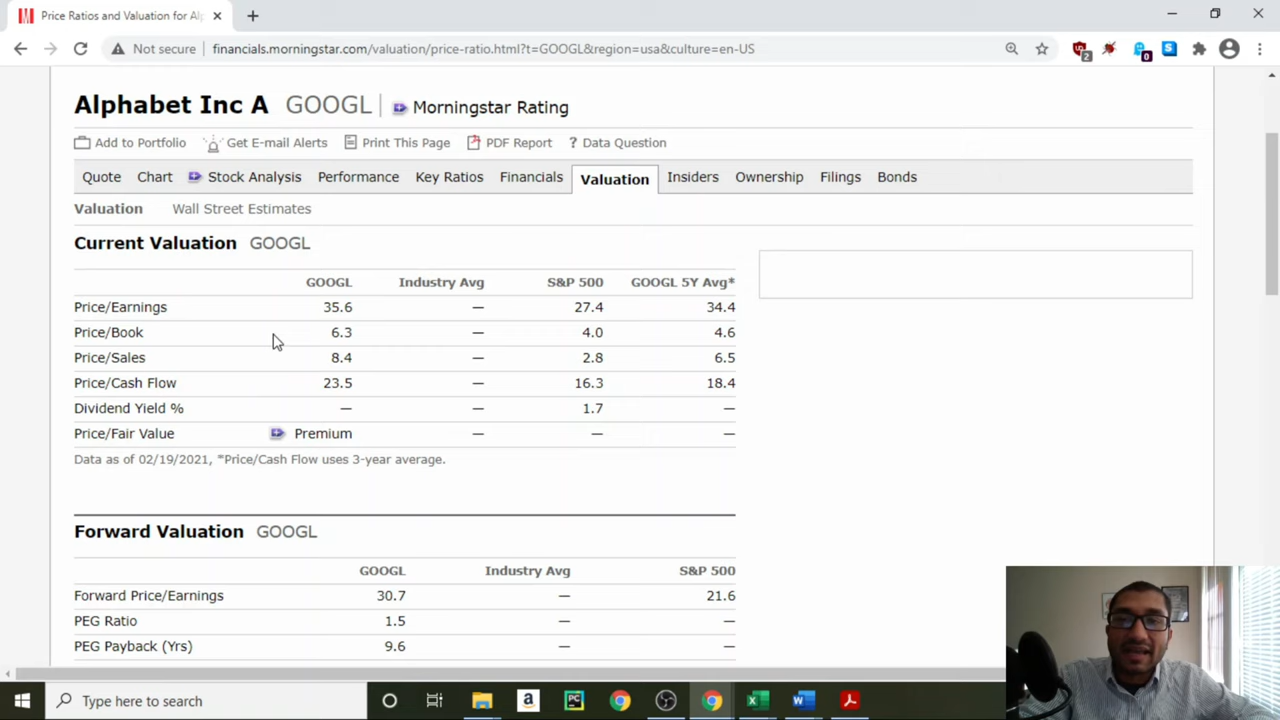 Price Ratios and Valuation for Al
Not secure financials.morningstar.com/valuation/price-ratio.html?t=GOOGL&region=usa&culture=en-US
2 0
Alphabet Inc A GOOGL Morningstar Rating
Add to Portfolio Get E-mail Alerts Print This Page PDF Report ? Data Question
Quote Chart Stock Analysis Performance Key Ratios Financials Valuation Insiders Ownership Filings Bonds
Valuation Wall Street Estimates
Current Valuation GOOGL
GOOGL Industry Avg S&P 500 GOOGL 5Y Avg*
Price/Earnings 35.6 — 27.4 34.4
Price/Book 6.3 — 4.0 4.6
Price/Sales 8.4 — 2.8 6.5
Price/Cash Flow 23.5 — 16.3 18.4
Dividend Yield % — — 1.7 —
Price/Fair Value Premium — — —
Data as of 02/19/2021, *Price/Cash Flow uses 3-year average.
Forward Valuation GOOGL
GOOGL Industry Avg S&P 500
Forward Price/Earnings 30.7 — 21.6
PEG Ratio 1.5 — —
PEG Payback (Yrs) 9.6 — —
Type here to search